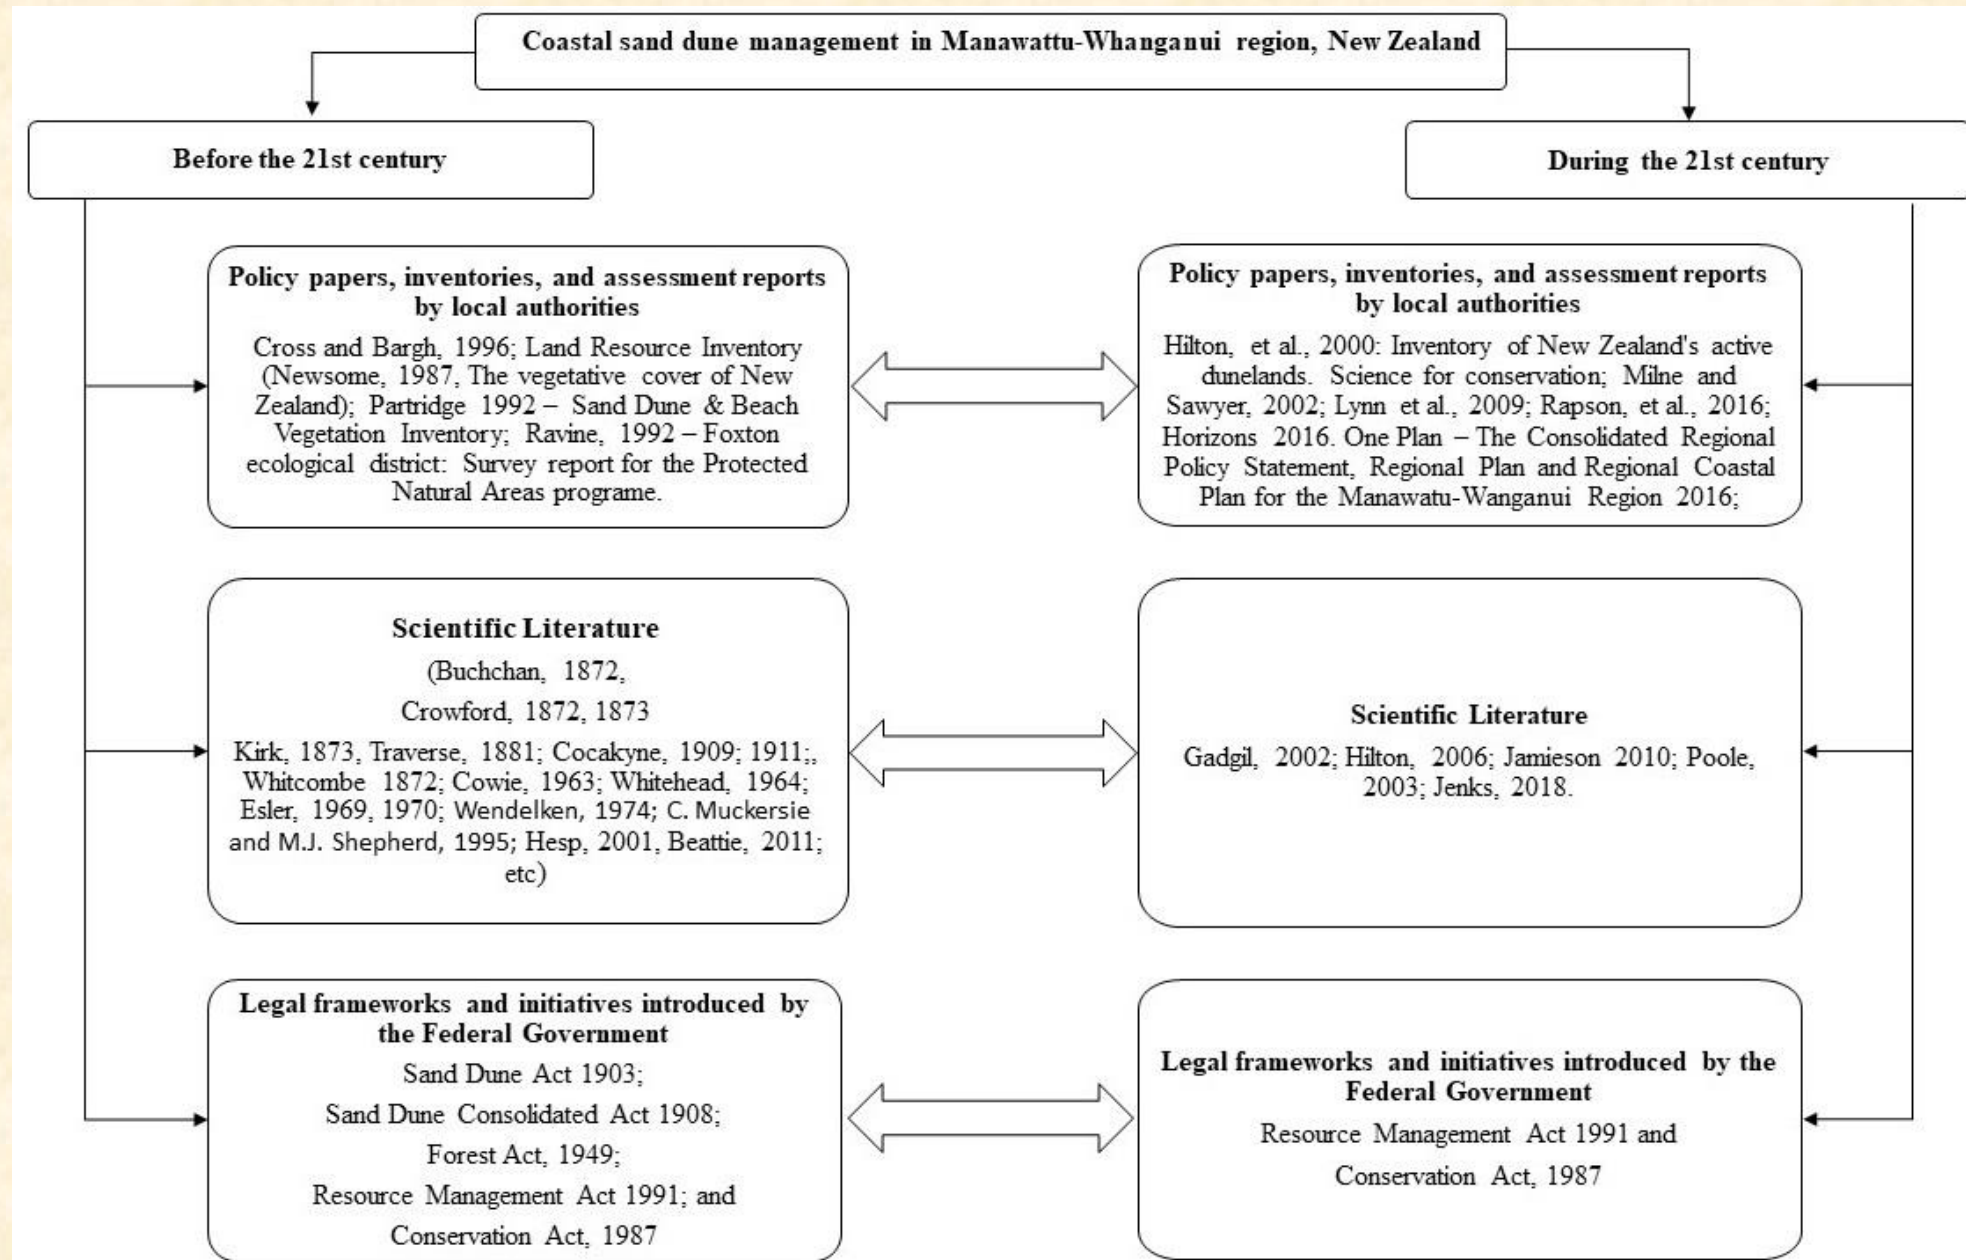 Coastal sand dune management in Manawattu-Whanganui region, New Zealand
Before the 21st century
During the 21st century
Policy papers, inventories, and assessment reports
by local authorities
Cross and Bargh, 1996; Land Resource Inventory
(Newsome, 1987, The vegetative cover of New
Zealand); Partridge 1992 – Sand Dune & Beach
Vegetation Inventory; Ravine, 1992 – Foxton
ecological district: Survey report for the Protected
Natural Areas programe.
Policy papers, inventories, and assessment reports
by local authorities
Hilton, et al., 2000: Inventory of New Zealand's active
dunelands. Science for conservation; Milne and
Sawyer, 2002; Lynn et al., 2009; Rapson, et al., 2016;
Horizons 2016. One Plan – The Consolidated Regional
Policy Statement, Regional Plan and Regional Coastal
Plan for the Manawatu-Wanganui Region 2016;
Scientific Literature
(Buchchan, 1872,
Crowford, 1872, 1873
Kirk, 1873, Traverse, 1881; Cocakyne, 1909; 1911;,
Whitcombe 1872; Cowie, 1963; Whitehead, 1964;
Esler, 1969, 1970; Wendelken, 1974; C. Muckersie
and M.J. Shepherd, 1995; Hesp, 2001, Beattie, 2011;
etc)
Scientific Literature
Gadgil, 2002; Hilton, 2006; Jamieson 2010; Poole,
2003; Jenks, 2018.
Legal frameworks and initiatives introduced by
the Federal Government
Sand Dune Act 1903;
Sand Dune Consolidated Act 1908;
Forest Act, 1949;
Resource Management Act 1991; and
Conservation Act, 1987
Legal frameworks and initiatives introduced by the
Federal Government
Resource Management Act 1991 and
Conservation Act, 1987